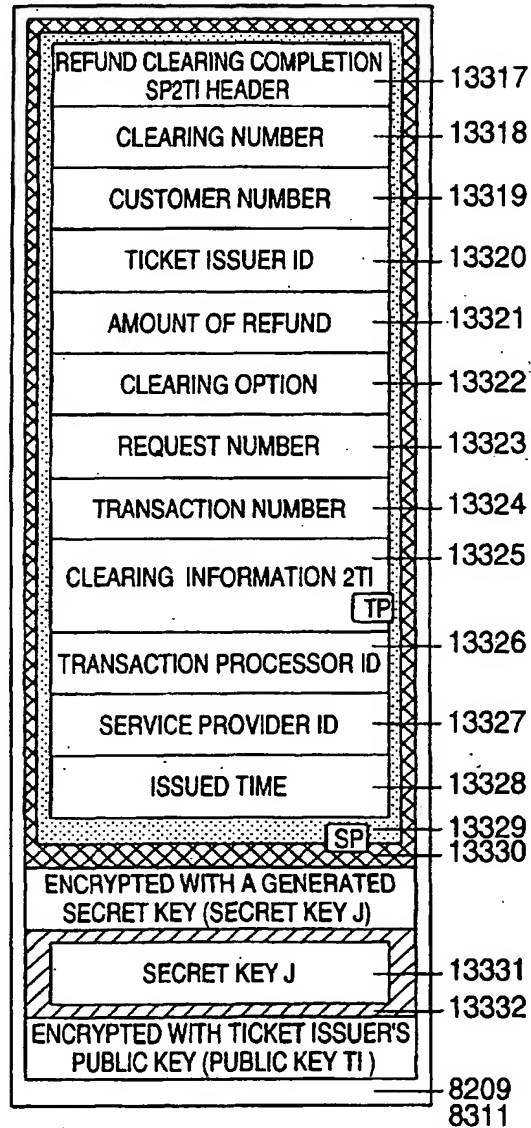 REFUND CLEARING COMPLETION
SP2TI HEADER
13317
CLEARING NUMBER
13318
CUSTOMER NUMBER
13319
TICKET ISSUER ID
13320
AMOUNT OF REFUND
13321
CLEARING OPTION
13322
REQUEST NUMBER
13323
TRANSACTION NUMBER
13324
13325
CLEARING INFORMATION 2TI
TP
13326
TRANSACTION PROCESSOR ID
SERVICE PROVIDER ID
13327
ISSUED TIME
13328
13329
SP
13330
ENCRYPTED WITH A GENERATED
SECRET KEY (SECRET KEY J)
SECRET KEY J
13331
13332
ENCRYPTED WITH TICKET ISSUER'S
PUBLIC KEY (PUBLIC KEY TI )
8209
8311